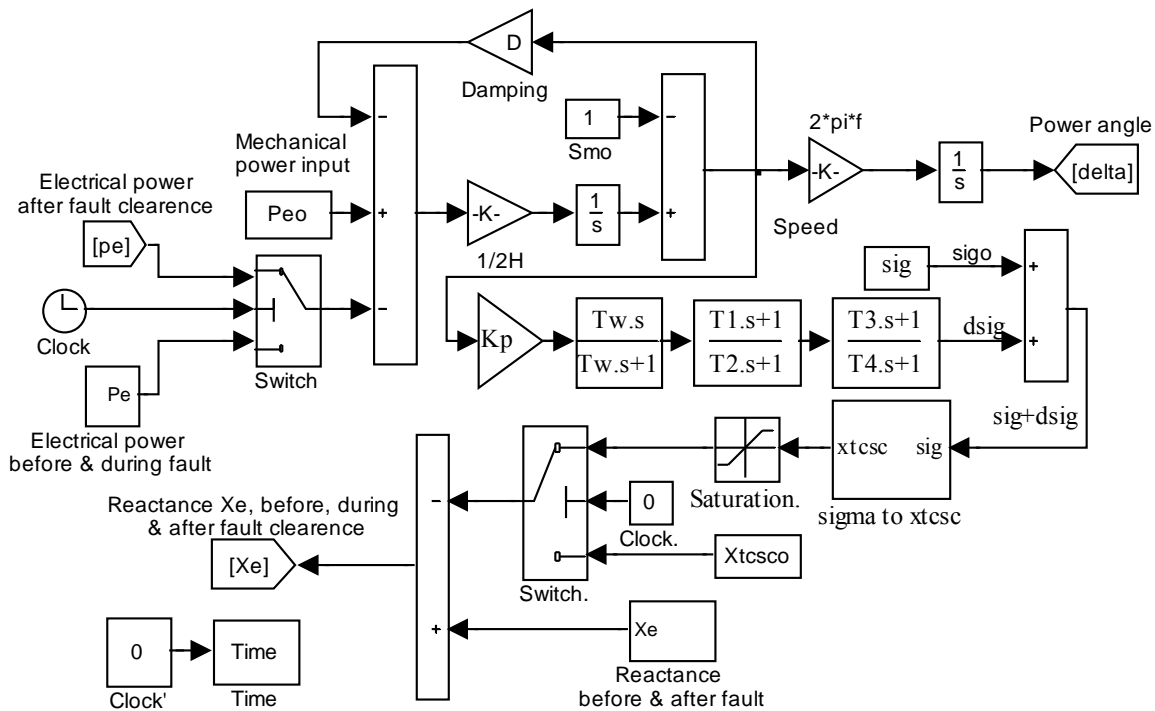 D
Damping
-
+
-
Mechanical
power input
Peo
Electrical power
after fault clearence
[pe]
Clock
Switch
Pe
Electrical power
before & during fault
-K-
1/2H
1
s
1
Smo
-
+
2*pi*f
-K-
Speed
1
s
Power angle
[delta]
sig
sigo
+
+
Kp
Tw.s
Tw.s+1
T1.s+1
T2.s+1
T3.s+1
T4.s+1
dsig
sig+dsig
xtcsc
sig
sigma to xtcsc
Saturation.
0
Clock.
Xtcsco
Switch.
-
+
Reactance Xe, before, during
& after fault clearence
[Xe]
Xe
Reactance
before & after fault
0
Clock'
Time
Time